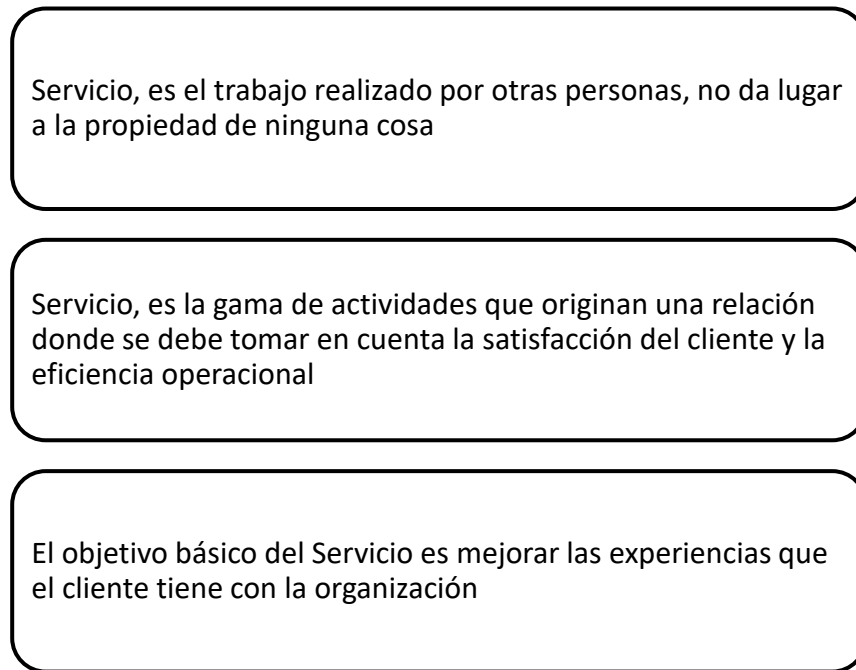 Servicio, es el trabajo realizado por otras personas, no da lugar
a la propiedad de ninguna cosa
Servicio, es la gama de actividades que originan una relación
donde se debe tomar en cuenta la satisfacción del cliente y la
eficiencia operacional
El objetivo básico del Servicio es mejorar las experiencias que
el cliente tiene con la organización